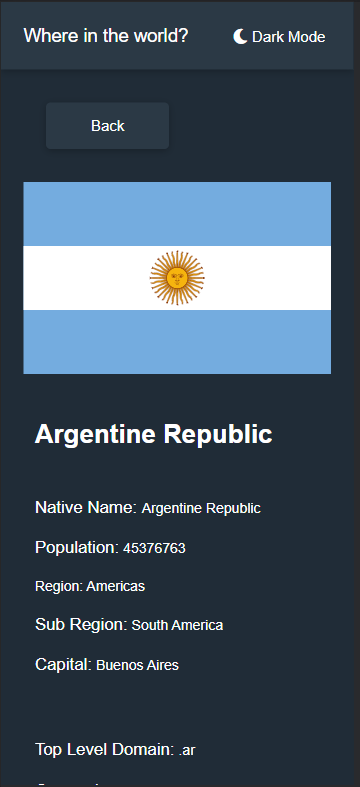 Where in the world?
Dark Mode
Back
Argentine Republic
Native Name: Argentine Republic
Population: 45376763
Region: Americas
Sub Region: South America
Capital: Buenos Aires
Top Level Domain: .ar